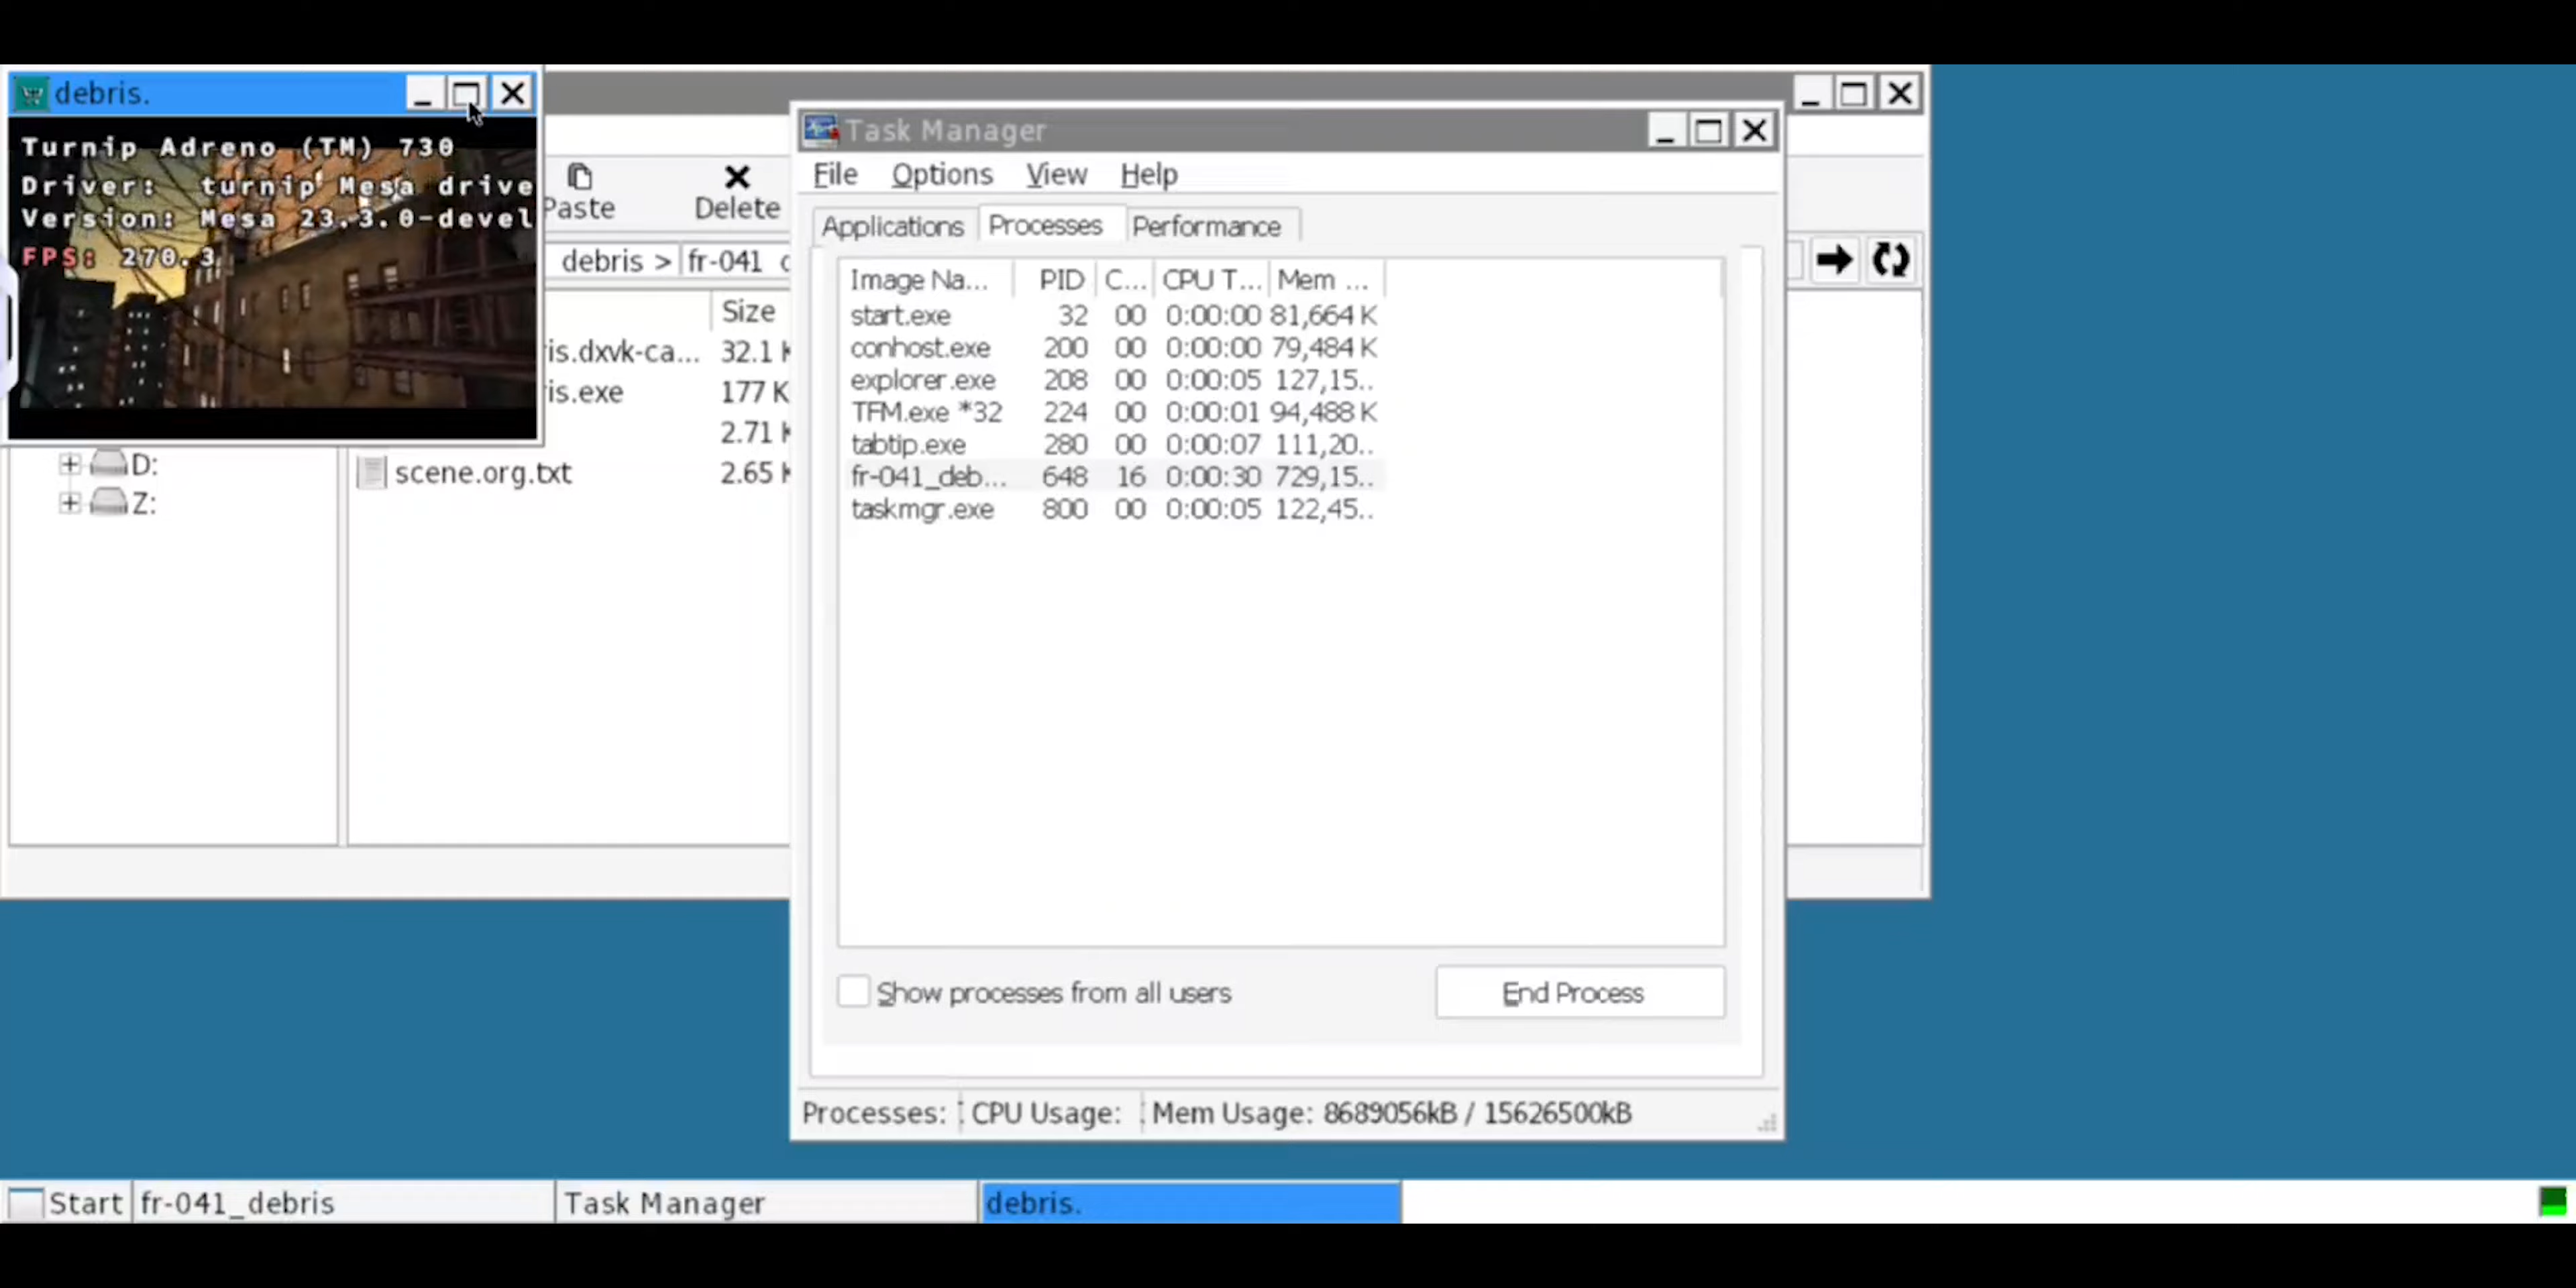 debris.
Turnip Adreno (TM) 730
Driver: turnip Mesa drive
Version: Mesa 23.3.0-devel
FPS: 270.3
Paste
Delete
debris > fr-041
Size
is.dxvk-ca... 32.1 K
is.exe 177 K
2.71 K
scene.org.txt 2.65 K
D:
Z:
Task Manager
File Options View Help
Applications Processes Performance
Image Na... PID C... CPU T... Mem ...
start.exe 32 00 0:00:00 81,664 K
conhost.exe 200 00 0:00:00 79,484 K
explorer.exe 208 00 0:00:05 127,15..
TFM.exe *32 224 00 0:00:01 94,488 K
tabtip.exe 280 00 0:00:07 111,20..
fr-041_deb... 648 16 0:00:30 729,15..
taskmgr.exe 800 00 0:00:05 122,45..
Show processes from all users
End Process
Processes: CPU Usage: Mem Usage: 8689056kB / 15626500kB
Start fr-041_debris Task Manager debris.